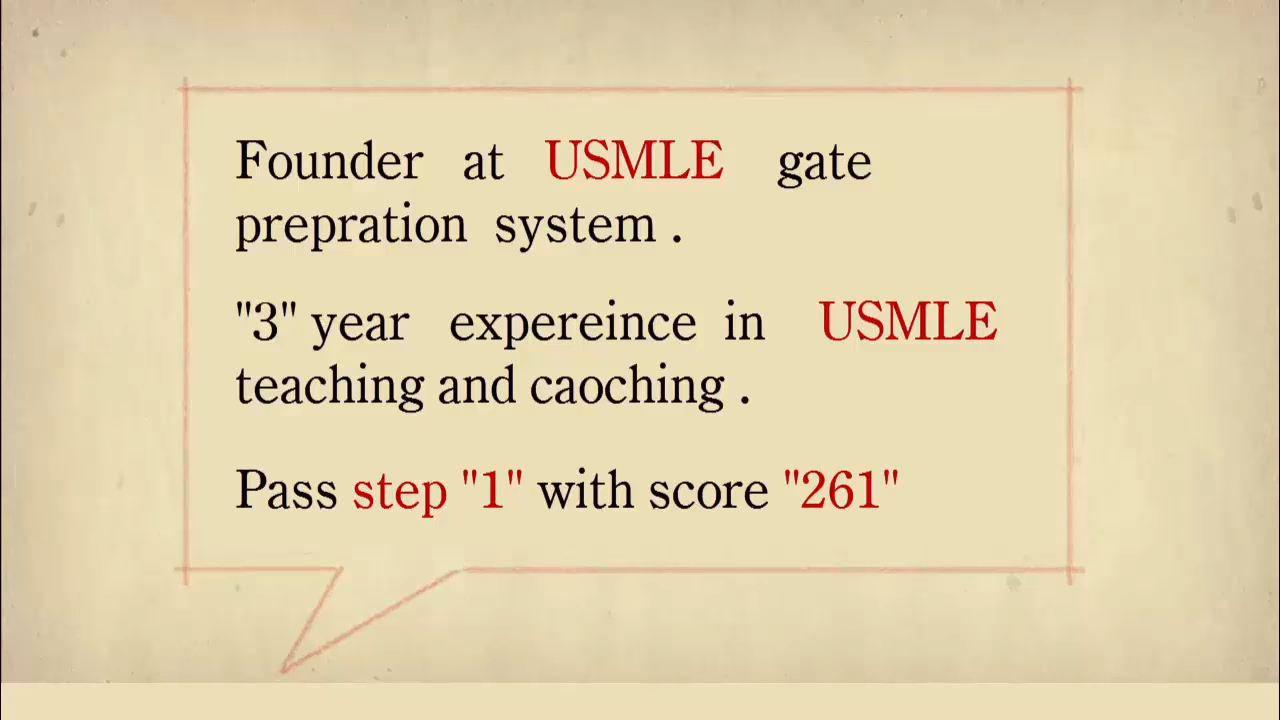 Founder at USMLE gate
prepration system .
"3" year expereince in USMLE
teaching and caoching .
Pass step "1" with score "261"